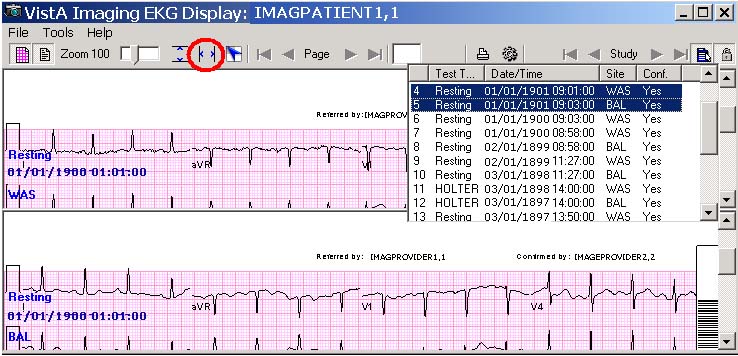 VistA Imaging EKG Display: IMAGPATIENT1,1
File Tools Help
Zoom 100 Page Study
Test T... Date/Time Site Conf.
4 Resting 01/01/1901 09:01:00 WAS Yes
5 Resting 01/01/1901 09:03:00 BAL Yes
6 Resting 01/01/1900 09:03:00 WAS Yes
7 Resting 01/01/1900 08:58:00 WAS Yes
8 Resting 02/01/1899 08:58:00 BAL Yes
9 Resting 02/01/1899 11:27:00 WAS Yes
10 Resting 03/01/1898 11:27:00 BAL Yes
11 HOLTER 03/01/1898 14:00:00 WAS Yes
12 HOLTER 03/01/1897 14:00:00 BAL Yes
13 Resting 03/01/1897 13:50:00 WAS Yes
Referred by:
Resting
aVR V1
01/01/1900 01:01:00
WAS
Referred by: IMAGPROVIDER1,1 Confirmed by: IMAGEPROVIDER2,2
Resting
aVR V1 V4
01/01/1900 01:00:00
BAL